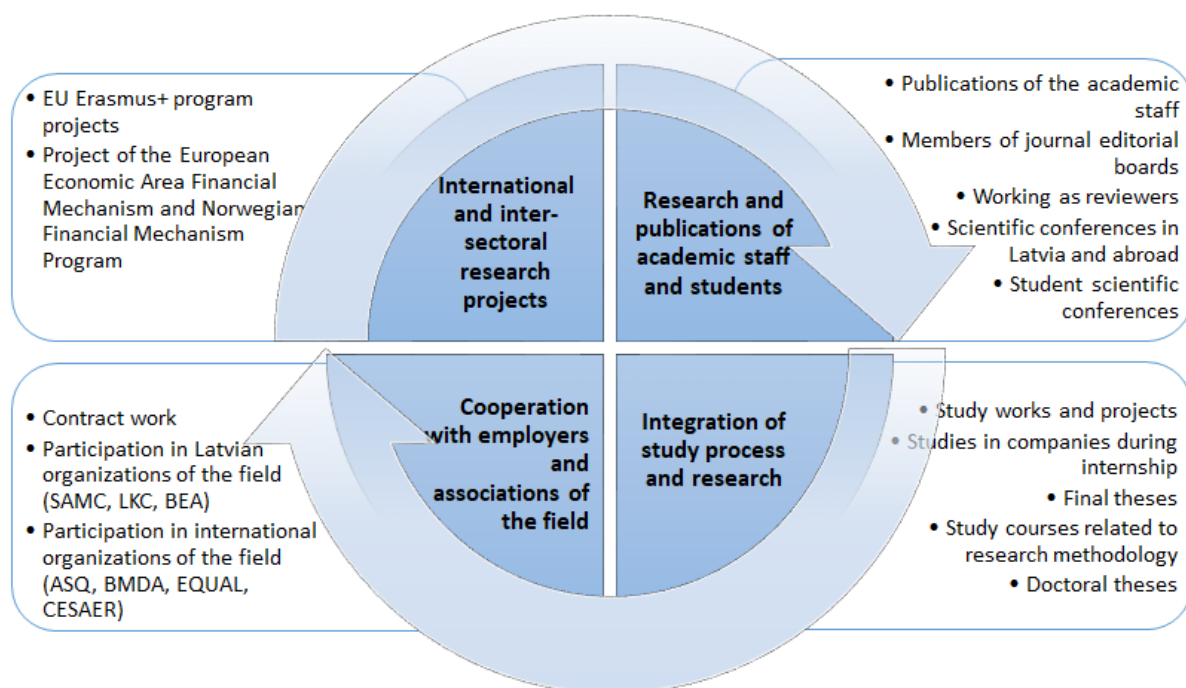 • EU Erasmus+ program
projects
• Project of the European
Economic Area Financial
Mechanism and Norwegian
Financial Mechanism
Program
International
and inter-
sectoral
research
projects
Research and
publications of
academic staff
and students
• Publications of the academic
staff
• Members of journal editorial
boards
• Working as reviewers
• Scientific conferences in
Latvia and abroad
• Student scientific
conferences
• Contract work
• Participation in Latvian
organizations of the field
(SAMC, LKC, BEA)
• Participation in international
organizations of the field
(ASQ, BMDA, EQUAL,
CESAER)
Cooperation
with employers
and
associations of
the field
Integration of
study process
and research
• Study works and projects
• Studies in companies during
internship
• Final theses
• Study courses related to
research methodology
• Doctoral theses